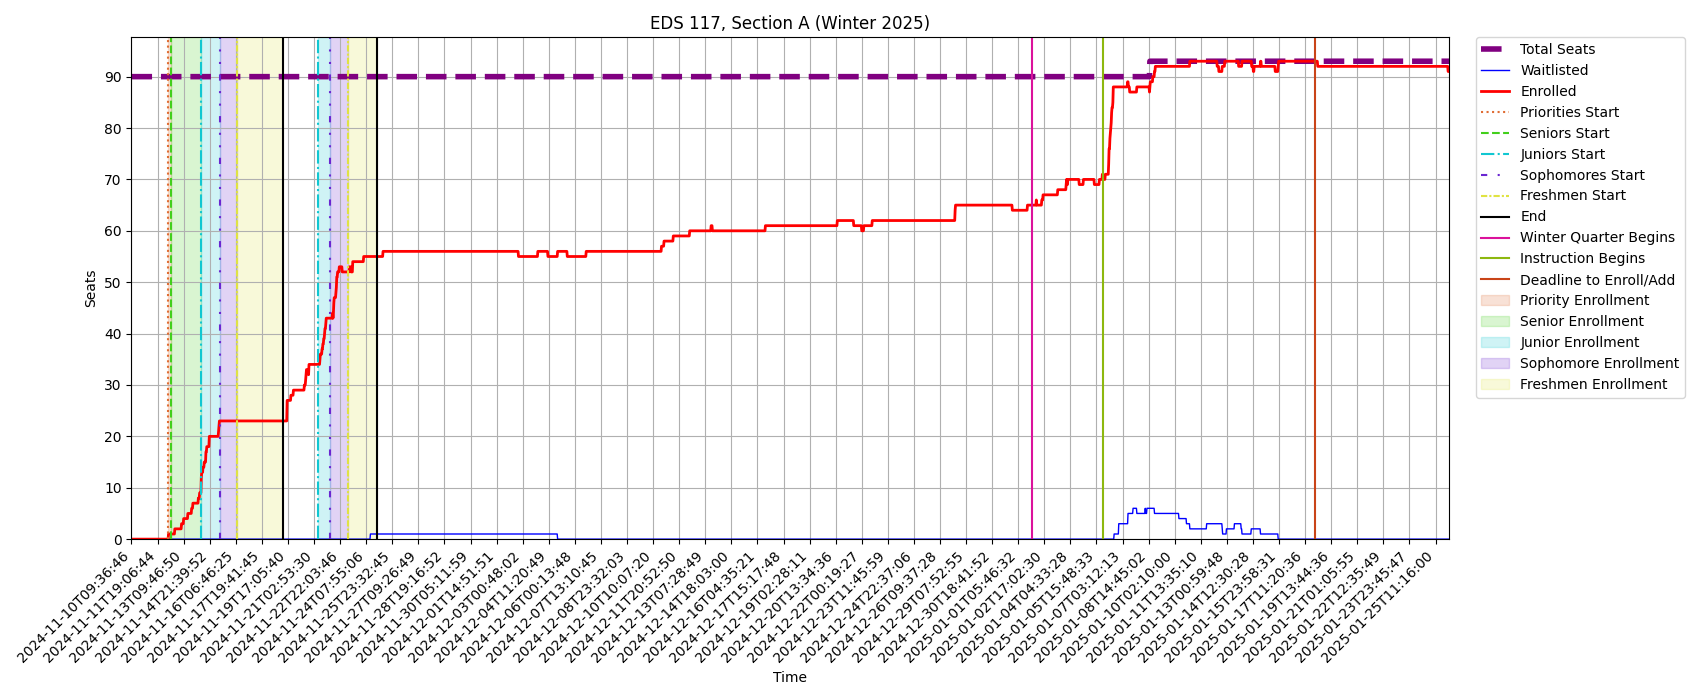 EDS 117, Section A (Winter 2025)
Seats
90
80
70
60
50
40
30
20
10
0
2024-11-10T09:36:46
2024-11-11T19:06:44
2024-11-13T09:46:50
2024-11-14T21:39:52
2024-11-16T06:46:25
2024-11-17T19:41:45
2024-11-19T17:05:40
2024-11-21T02:53:30
2024-11-22T22:03:46
2024-11-24T07:55:06
2024-11-25T23:32:45
2024-11-27T09:26:49
2024-11-28T19:16:52
2024-11-30T05:11:59
2024-12-01T14:51:51
2024-12-03T00:48:02
2024-12-04T11:20:49
2024-12-06T00:13:48
2024-12-07T13:10:45
2024-12-08T23:32:03
2024-12-10T10:07:20
2024-12-11T20:52:50
2024-12-13T07:28:49
2024-12-14T18:03:00
2024-12-16T04:35:21
2024-12-17T15:17:48
2024-12-19T02:28:11
2024-12-20T13:34:36
2024-12-22T00:19:27
2024-12-23T11:45:59
2024-12-24T22:37:06
2024-12-26T09:37:28
2024-12-29T07:52:55
2024-12-30T18:41:52
2025-01-01T05:46:32
2025-01-02T17:02:30
2025-01-04T04:33:28
2025-01-05T15:48:33
2025-01-07T03:12:13
2025-01-08T14:45:02
2025-01-10T02:10:00
2025-01-11T13:35:10
2025-01-13T00:59:48
2025-01-14T12:30:28
2025-01-15T23:58:31
2025-01-17T11:20:36
2025-01-19T13:44:36
2025-01-21T01:05:55
2025-01-22T12:35:49
2025-01-23T23:45:47
2025-01-25T11:16:00
Time
Total Seats
Waitlisted
Enrolled
Priorities Start
Seniors Start
Juniors Start
Sophomores Start
Freshmen Start
End
Winter Quarter Begins
Instruction Begins
Deadline to Enroll/Add
Priority Enrollment
Senior Enrollment
Junior Enrollment
Sophomore Enrollment
Freshmen Enrollment